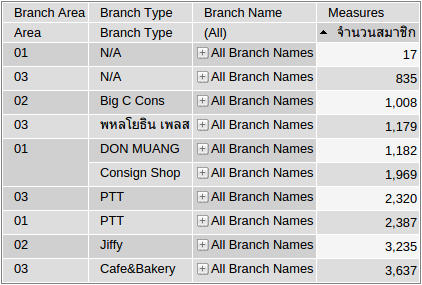 Branch Area Branch Type Branch Name Measures
Area Branch Type (All) จำนวนสมาชิก
01 N/A All Branch Names 17
03 N/A All Branch Names 835
02 Big C Cons All Branch Names 1,008
03 พหลโยธิน เพลส All Branch Names 1,179
01 DON MUANG All Branch Names 1,182
Consign Shop All Branch Names 1,969
03 PTT All Branch Names 2,320
01 PTT All Branch Names 2,387
02 Jiffy All Branch Names 3,235
03 Cafe&Bakery All Branch Names 3,637